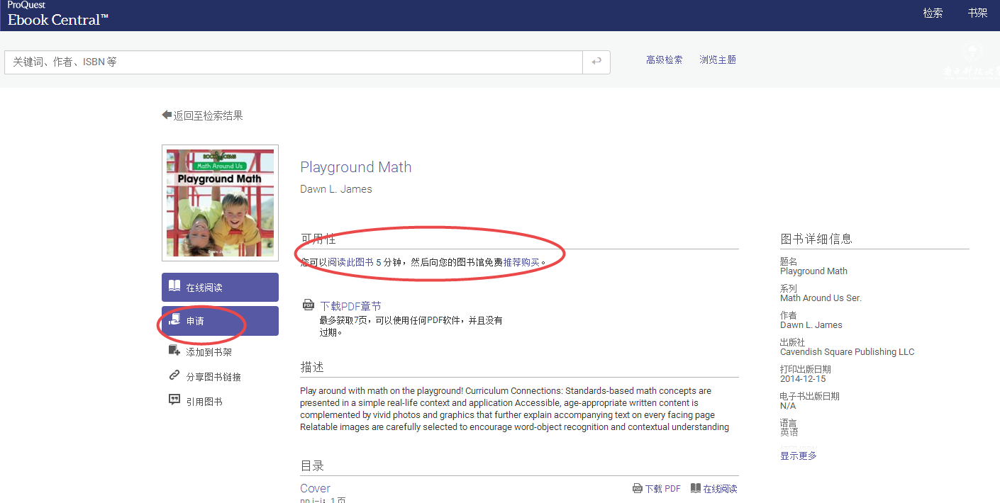 ProQuest
Ebook Central™
检索
书架
关键词、作者、ISBN 等
高级检索
浏览主题
返回至检索结果
Math Around Us
Playground Math
Dawn James
在线阅读
申请
添加到书架
分享图书链接
引用图书
Playground Math
Dawn L. James
可用性
您可以阅读此图书 5 分钟，然后向您的图书馆免费推荐购买。
下载PDF章节
最多获取7页，可以使用任何PDF软件，并且没有
过期。
描述
Play around with math on the playground! Curriculum Connections: Standards-based math concepts are
presented in a simple real-life context and application Accessible, age-appropriate written content is
complemented by vivid photos and graphics that further explain accompanying text on every facing page
Relatable images are carefully selected to encourage word-object recognition and contextual understanding
目录
Cover
下载 PDF
在线阅读
pp i-i; 1 页
图书详细信息
题名
Playground Math
系列
Math Around Us Ser.
作者
Dawn L. James
出版社
Cavendish Square Publishing LLC
打印出版日期
2014-12-15
电子书出版日期
N/A
语言
英语
显示更多